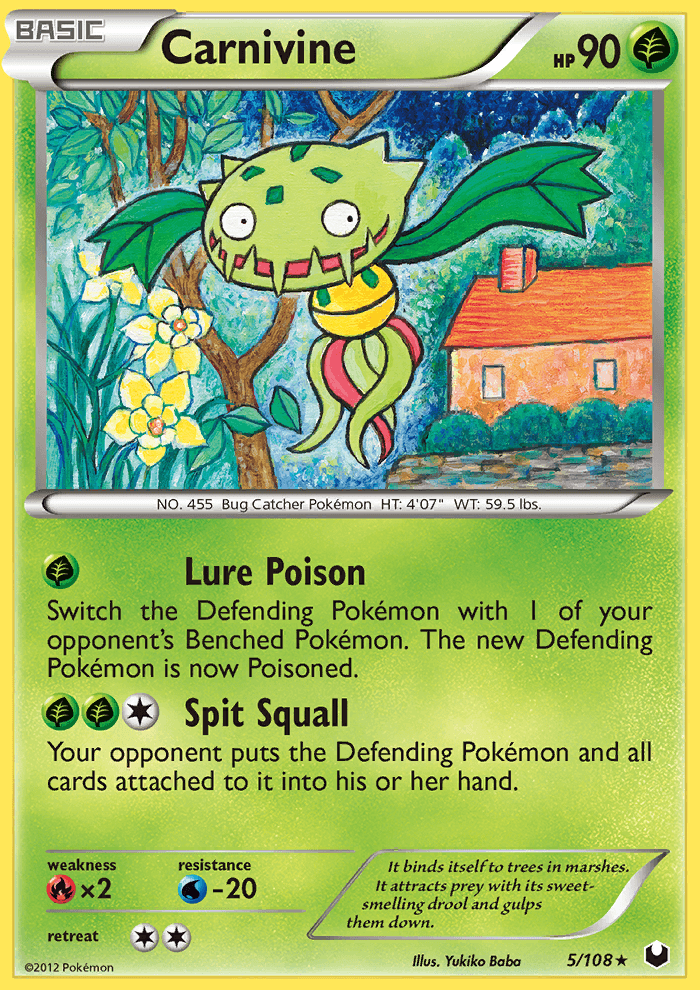 BASIC
Carnivine
HP 90
NO. 455 Bug Catcher Pokémon HT: 4'07" WT: 59.5 lbs.
Lure Poison
Switch the Defending Pokémon with 1 of your
opponent's Benched Pokémon. The new Defending
Pokémon is now Poisoned.
Spit Squall
Your opponent puts the Defending Pokémon and all
cards attached to it into his or her hand.
weakness
×2
resistance
-20
retreat
It binds itself to trees in marshes.
It attracts prey with its sweet-
smelling drool and gulps
them down.
©2012 Pokémon
Illus. Yukiko Baba
5/108★